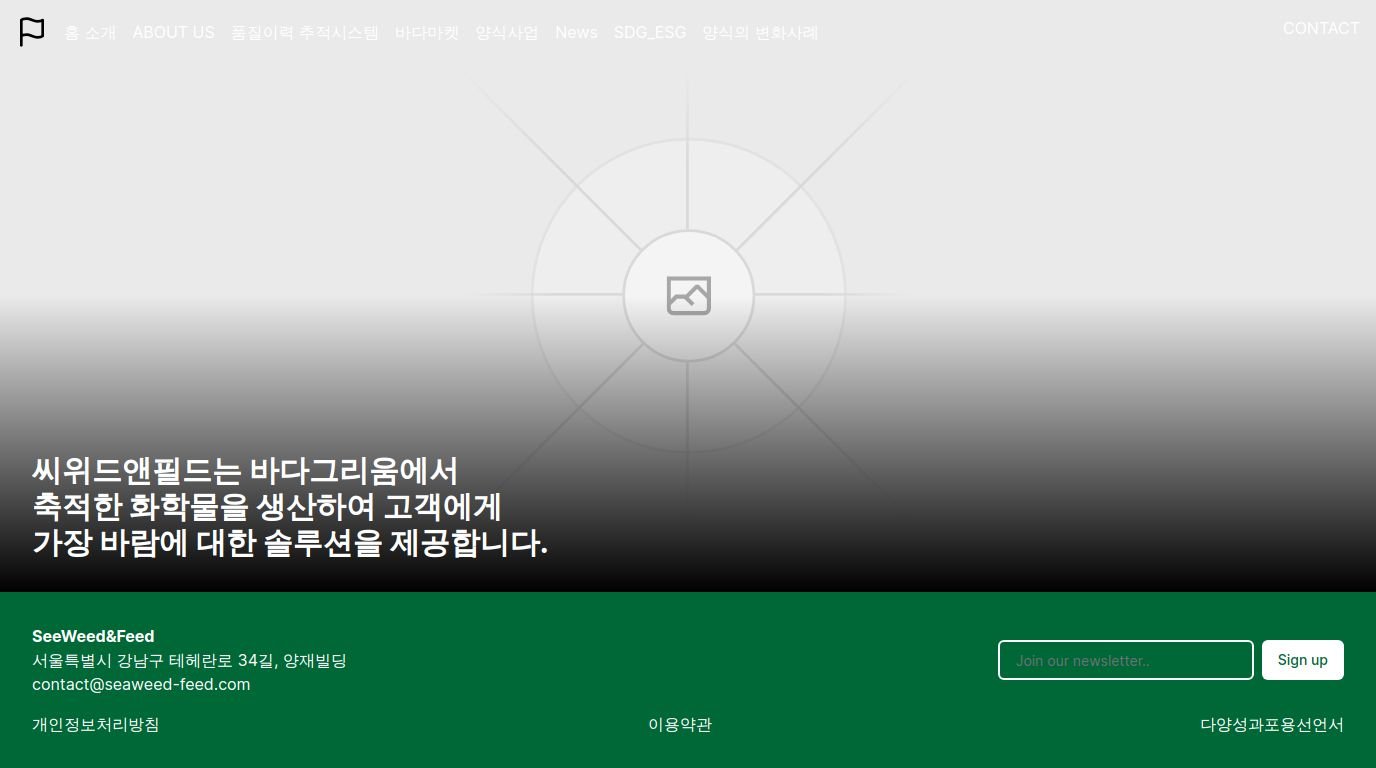 홈 소개 ABOUT US 품질이력 추적시스템 바다마켓 양식사업 News SDG_ESG 양식의 변화사례 CONTACT
씨위드앤필드는 바다그리움에서
축적한 화학물을 생산하여 고객에게
가장 바람에 대한 솔루션을 제공합니다.
SeeWeed&Feed
서울특별시 강남구 테헤란로 34길, 양재빌딩
contact@seaweed-feed.com
Join our newsletter..
Sign up
개인정보처리방침 이용약관 다양성과포용선언서